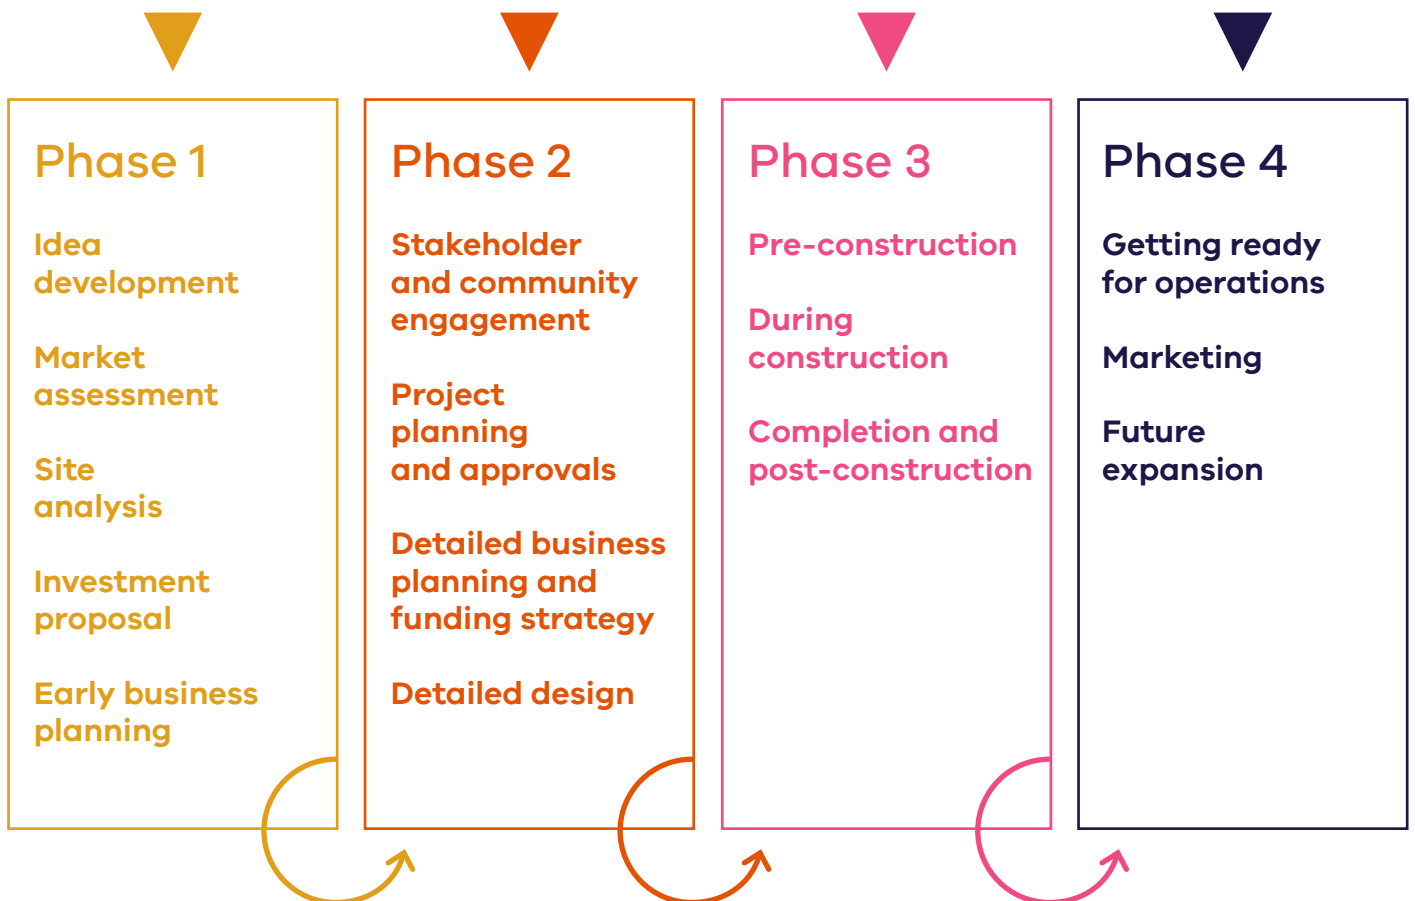 Phase 1
Idea
development
Market
assessment
Site
analysis
Investment
proposal
Early business
planning
Phase 2
Stakeholder
and community
engagement
Project
planning
and approvals
Detailed business
planning and
funding strategy
Detailed design
Phase 3
Pre-construction
During
construction
Completion and
post-construction
Phase 4
Getting ready
for operations
Marketing
Future
expansion